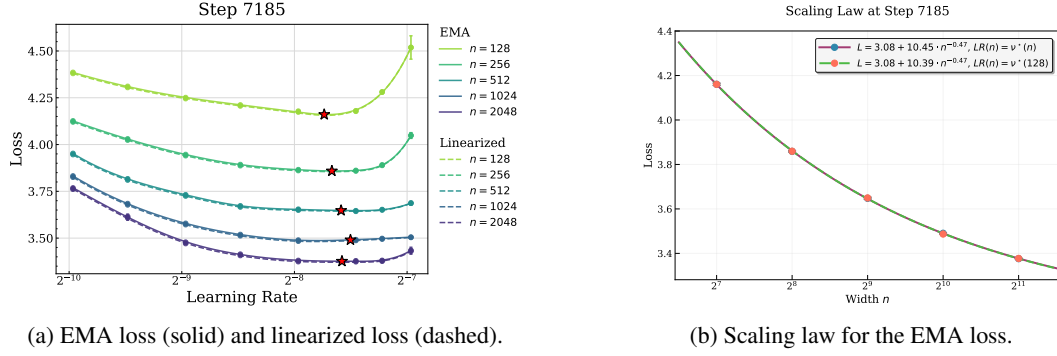 Step 7185
4.50
4.25
4.00
3.75
3.50
Loss
2^{-10}
2^{-9}
2^{-8}
2^{-7}
Learning Rate
EMA
n = 128
n = 256
n = 512
n = 1024
n = 2048
Linearized
n = 128
n = 256
n = 512
n = 1024
n = 2048
(a) EMA loss (solid) and linearized loss (dashed).
Scaling Law at Step 7185
4.4
4.2
4.0
3.8
3.6
3.4
Loss
L = 3.08 + 10.45 · n^{-0.47}, LR(n) = ν*(n)
L = 3.08 + 10.39 · n^{-0.47}, LR(n) = ν*(128)
2^7
2^8
2^9
2^{10}
2^{11}
Width n
(b) Scaling law for the EMA loss.